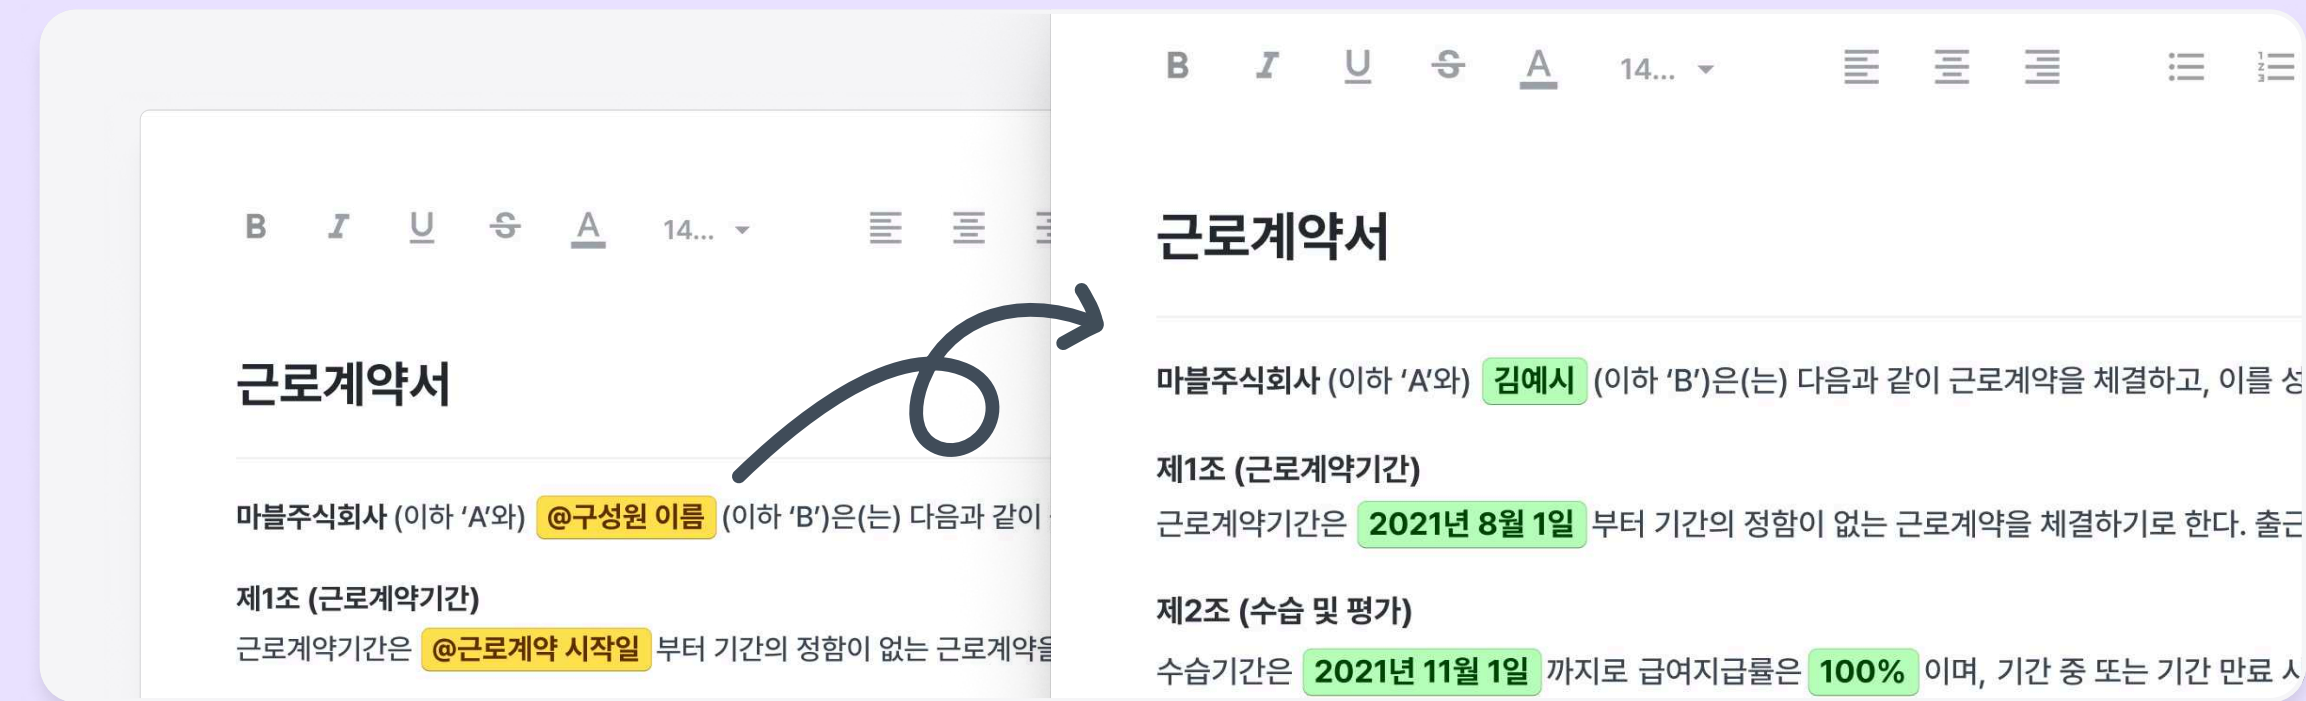 B I U S A 14...
근로계약서
마블주식회사 (이하 ‘A’와) @구성원 이름 (이하 ‘B’)은(는) 다음과 같이
제1조 (근로계약기간)
근로계약기간은 @근로계약 시작일 부터 기간의 정함이 없는 근로계약을
B I U S A 14...
근로계약서
마블주식회사 (이하 ‘A’와) 김예시 (이하 ‘B’)은(는) 다음과 같이 근로계약을 체결하고, 이를 성
제1조 (근로계약기간)
근로계약기간은 2021년 8월 1일 부터 기간의 정함이 없는 근로계약을 체결하기로 한다. 출근
제2조 (수습 및 평가)
수습기간은 2021년 11월 1일 까지로 급여지급률은 100% 이며, 기간 중 또는 기간 만료 시